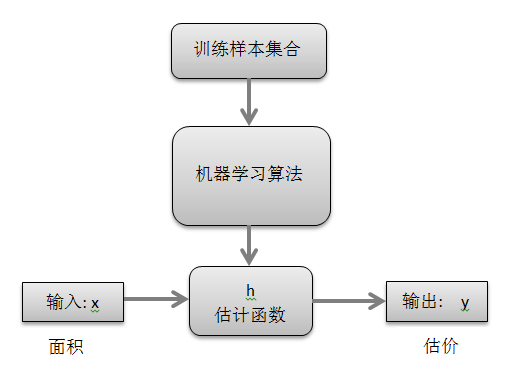 训练样本集合
机器学习算法
输入: x
h
估计函数
输出: y
面积
估价